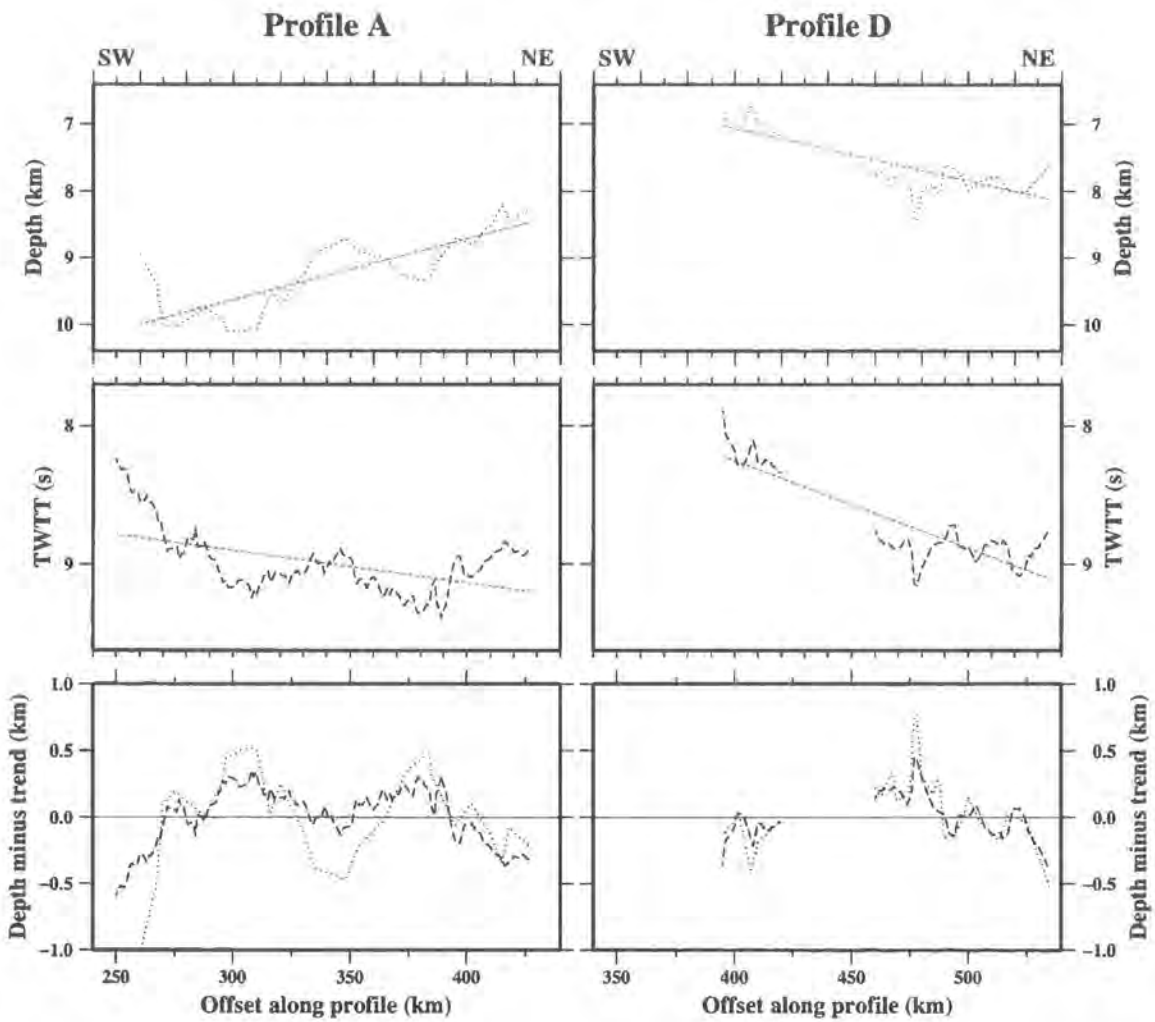 Profile A
Profile D
SW
NE
SW
NE
Depth (km)
7
8
9
10
7
8
9
10
Depth (km)
TWTT (s)
8
9
8
9
TWTT (s)
Depth minus trend (km)
1.0
0.5
0.0
−0.5
−1.0
1.0
0.5
0.0
−0.5
−1.0
Depth minus trend (km)
250
300
350
400
350
400
450
500
Offset along profile (km)
Offset along profile (km)